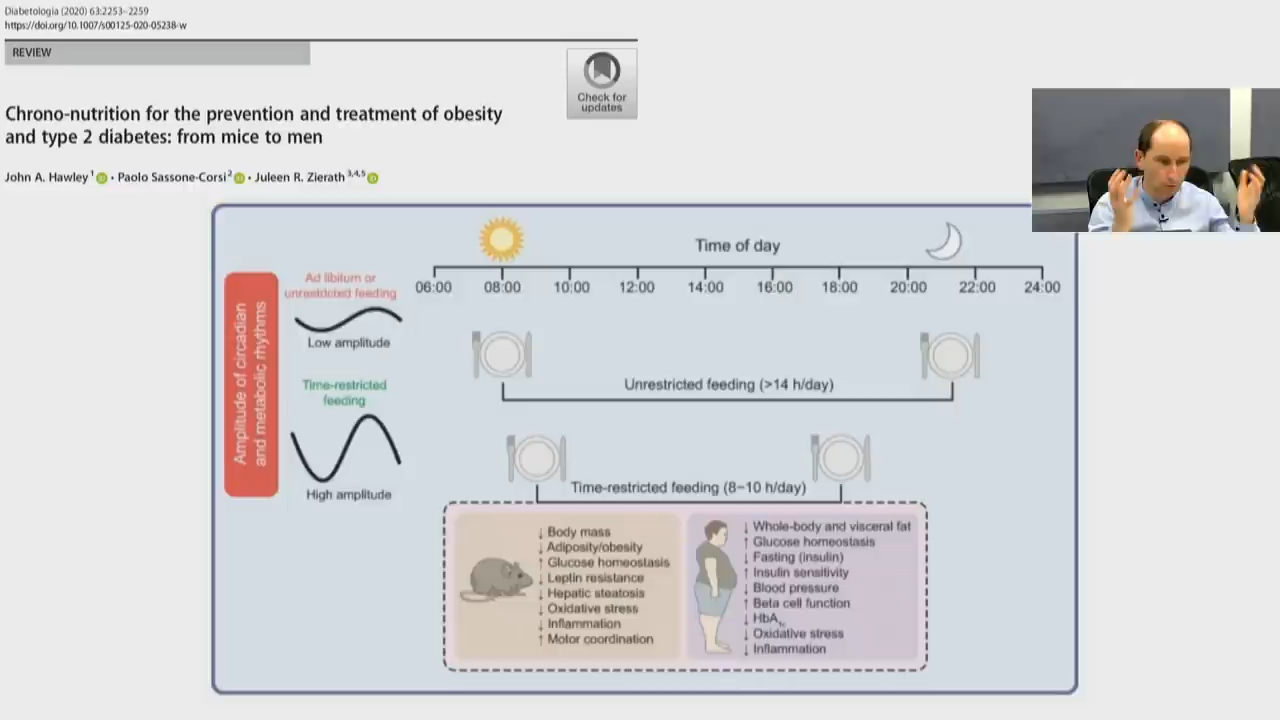 Diabetologia (2020) 63:2253–2259
https://doi.org/10.1007/s00125-020-05238-w
REVIEW
Check for
updates
Chrono-nutrition for the prevention and treatment of obesity
and type 2 diabetes: from mice to men
John A. Hawley 1 · Paolo Sassone-Corsi 2 · Juleen R. Zierath 3,4,5
Time of day
06:00 08:00 10:00 12:00 14:00 16:00 18:00 20:00 22:00 24:00
Amplitude of circadian
and metabolic rhythms
Ad libitum or
unrestricted feeding
Low amplitude
Time-restricted
feeding
High amplitude
Unrestricted feeding (>14 h/day)
Time-restricted feeding (8–10 h/day)
↓ Body mass
↓ Adiposity/obesity
↑ Glucose homeostasis
↓ Leptin resistance
↓ Hepatic steatosis
↓ Oxidative stress
↓ Inflammation
↑ Motor coordination
↓ Whole-body and visceral fat
↑ Glucose homeostasis
↓ Fasting (insulin)
↑ Insulin sensitivity
↓ Blood pressure
↑ Beta cell function
↓ HbA1c
↓ Oxidative stress
↓ Inflammation